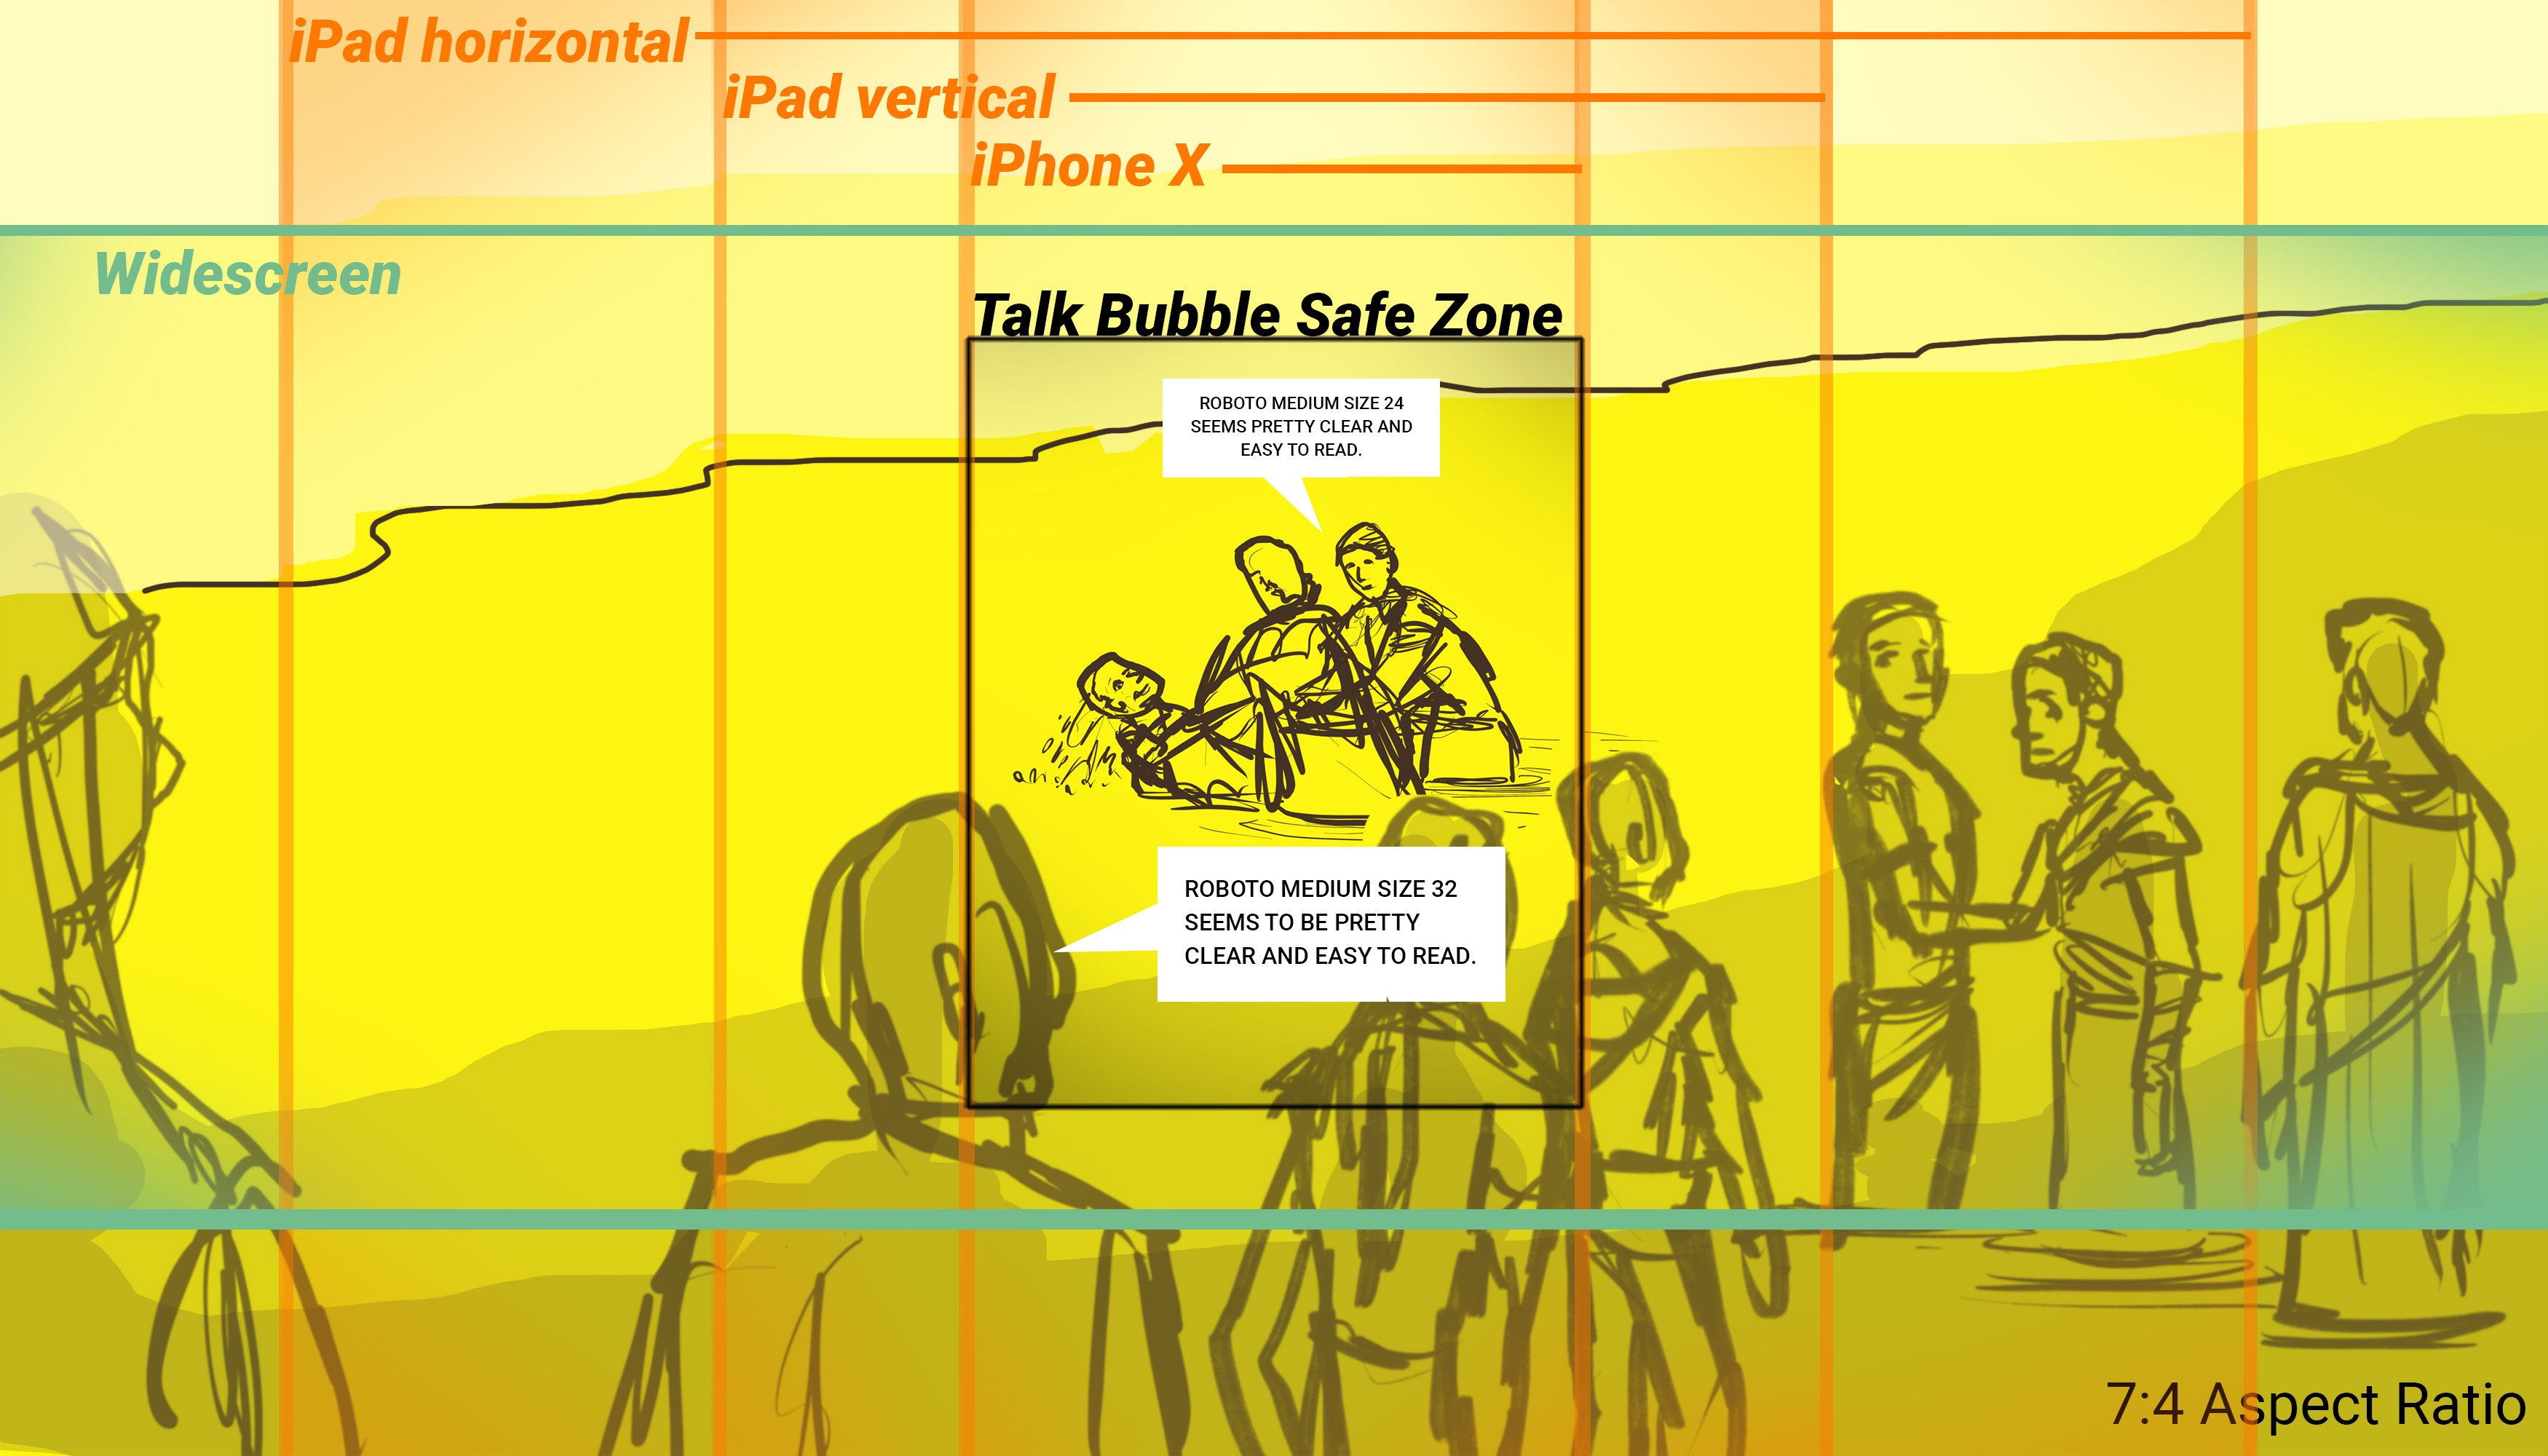 iPad horizontal
iPad vertical
iPhone X
Widescreen
Talk Bubble Safe Zone
ROBOTO MEDIUM SIZE 24
SEEMS PRETTY CLEAR AND
EASY TO READ.
ROBOTO MEDIUM SIZE 32
SEEMS TO BE PRETTY
CLEAR AND EASY TO READ.
7:4 Aspect Ratio